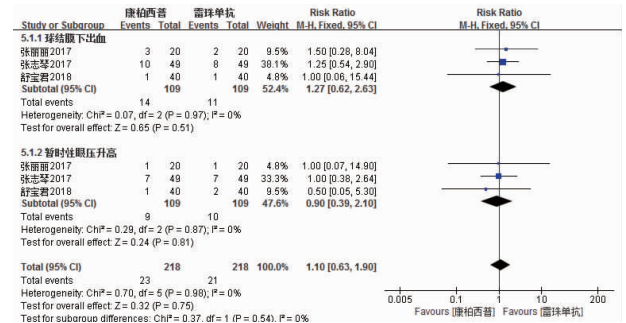 康柏西普 雷珠单抗 Risk Ratio Risk Ratio
Study or Subgroup Events Total Events Total Weight M-H, Fixed, 95% CI M-H, Fixed, 95% CI
5.1.1 球结膜下出血
张丽丽2017 3 20 2 20 9.5% 1.50 [0.28, 8.04]
张志琴2017 10 49 8 49 38.1% 1.25 [0.54, 2.90]
舒宝君2018 1 40 1 40 4.8% 1.00 [0.06, 15.44]
Subtotal (95% CI) 109 109 52.4% 1.27 [0.62, 2.63]
Total events 14 11
Heterogeneity: Chi² = 0.07, df = 2 (P = 0.97); I² = 0%
Test for overall effect: Z = 0.65 (P = 0.51)
5.1.2 暂时性眼压升高
张丽丽2017 1 20 1 20 4.8% 1.00 [0.07, 14.90]
张志琴2017 7 49 7 49 33.3% 1.00 [0.38, 2.64]
舒宝君2018 1 40 2 40 9.5% 0.50 [0.05, 5.30]
Subtotal (95% CI) 109 109 47.6% 0.90 [0.39, 2.10]
Total events 9 10
Heterogeneity: Chi² = 0.29, df = 2 (P = 0.87); I² = 0%
Test for overall effect: Z = 0.24 (P = 0.81)
Total (95% CI) 218 218 100.0% 1.10 [0.63, 1.90]
Total events 23 21
Heterogeneity: Chi² = 0.70, df = 5 (P = 0.98); I² = 0%
Test for overall effect: Z = 0.32 (P = 0.75)
Test for subgroup differences: Chi² = 0.37, df = 1 (P = 0.54), I² = 0%
0.005 0.1 1 10 200
Favours [康柏西普] Favours [雷珠单抗]